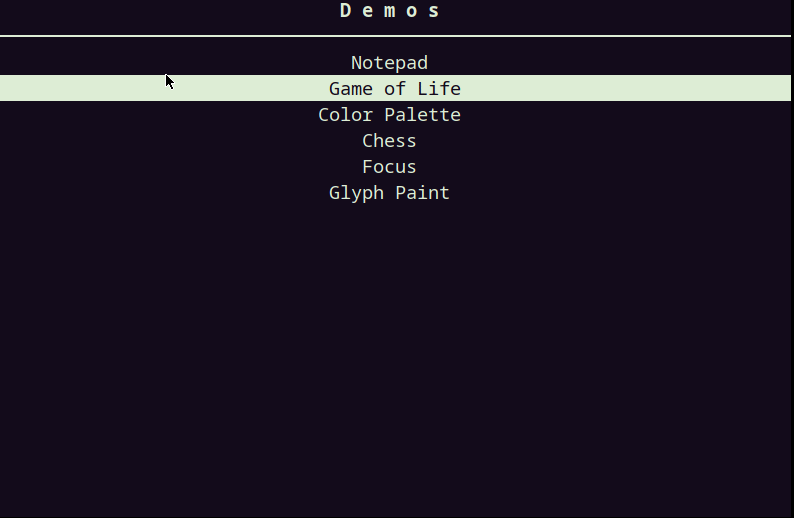 D e m o s
Notepad
Game of Life
Color Palette
Chess
Focus
Glyph Paint